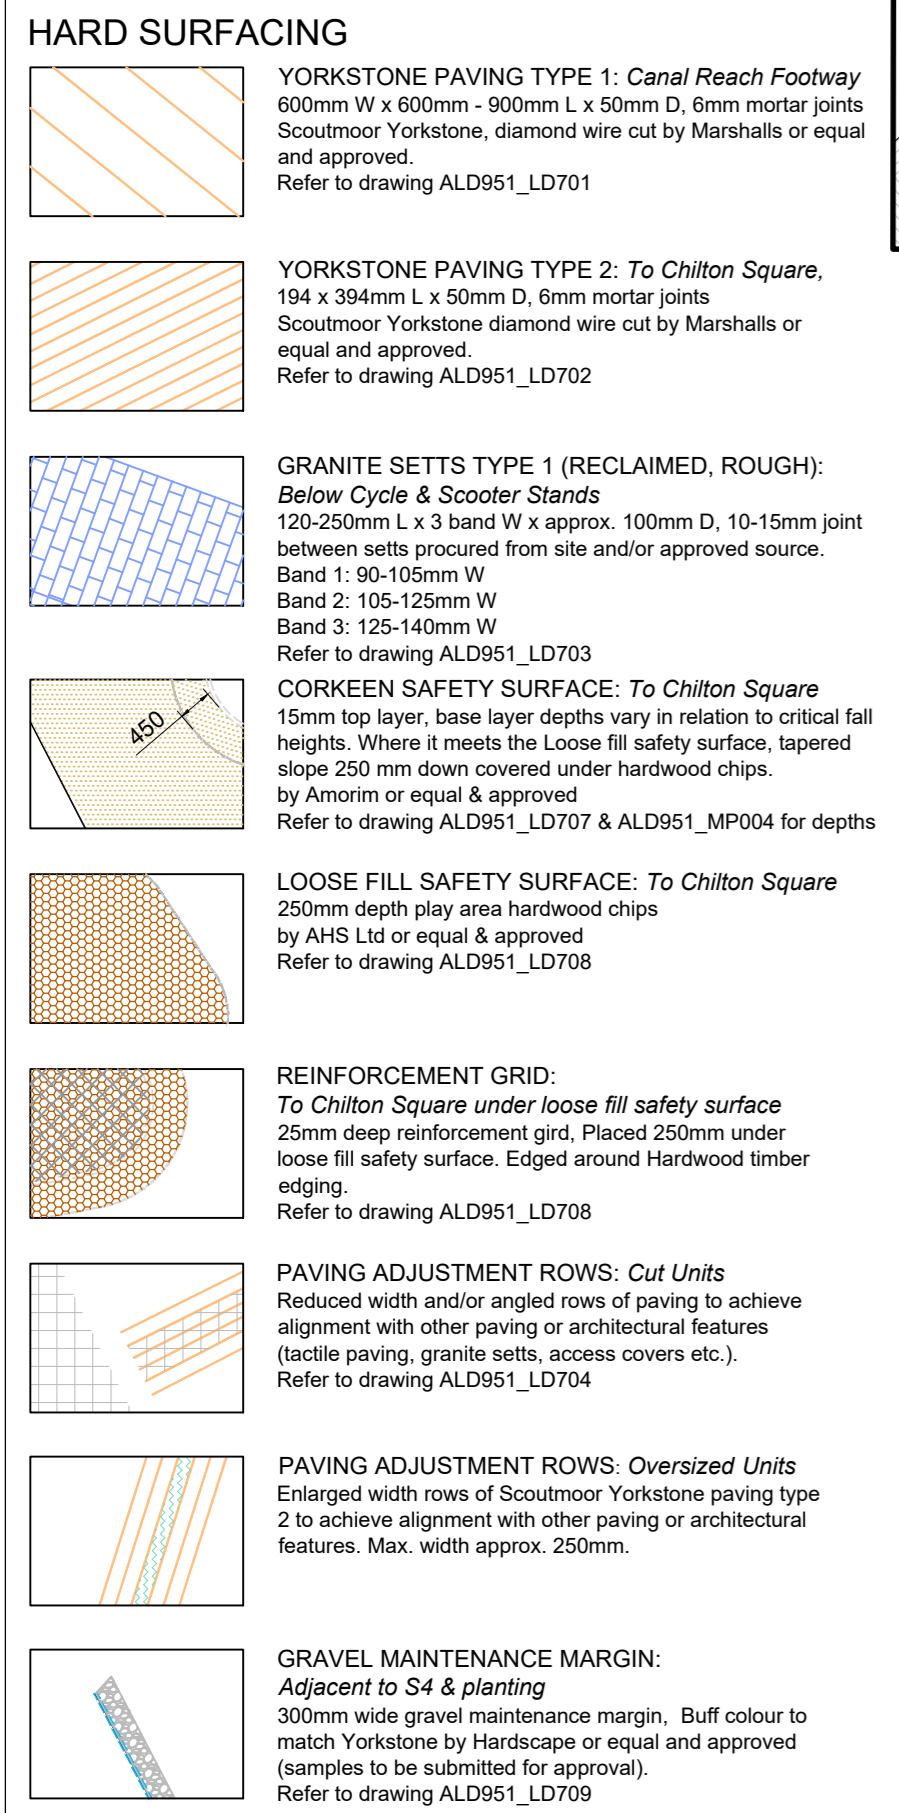 HARD SURFACING
YORKSTONE PAVING TYPE 1: Canal Reach Footway
600mm W x 600mm - 900mm L x 50mm D, 6mm mortar joints
Scoutmoor Yorkstone, diamond wire cut by Marshalls or equal
and approved.
Refer to drawing ALD951_LD701
YORKSTONE PAVING TYPE 2: To Chilton Square,
194 x 394mm L x 50mm D, 6mm mortar joints
Scoutmoor Yorkstone diamond wire cut by Marshalls or
equal and approved.
Refer to drawing ALD951_LD702
GRANITE SETTS TYPE 1 (RECLAIMED, ROUGH):
Below Cycle & Scooter Stands
120-250mm L x 3 band W x approx. 100mm D, 10-15mm joint
between setts procured from site and/or approved source.
Band 1: 90-105mm W
Band 2: 105-125mm W
Band 3: 125-140mm W
Refer to drawing ALD951_LD703
450
CORKEEN SAFETY SURFACE: To Chilton Square
15mm top layer, base layer depths vary in relation to critical fall
heights. Where it meets the Loose fill safety surface, tapered
slope 250 mm down covered under hardwood chips.
by Amorim or equal & approved
Refer to drawing ALD951_LD707 & ALD951_MP004 for depths
LOOSE FILL SAFETY SURFACE: To Chilton Square
250mm depth play area hardwood chips
by AHS Ltd or equal & approved
Refer to drawing ALD951_LD708
REINFORCEMENT GRID:
To Chilton Square under loose fill safety surface
25mm deep reinforcement gird, Placed 250mm under
loose fill safety surface. Edged around Hardwood timber
edging.
Refer to drawing ALD951_LD708
PAVING ADJUSTMENT ROWS: Cut Units
Reduced width and/or angled rows of paving to achieve
alignment with other paving or architectural features
(tactile paving, granite setts, access covers etc.).
Refer to drawing ALD951_LD704
PAVING ADJUSTMENT ROWS: Oversized Units
Enlarged width rows of Scoutmoor Yorkstone paving type
2 to achieve alignment with other paving or architectural
features. Max. width approx. 250mm.
GRAVEL MAINTENANCE MARGIN:
Adjacent to S4 & planting
300mm wide gravel maintenance margin, Buff colour to
match Yorkstone by Hardscape or equal and approved
(samples to be submitted for approval).
Refer to drawing ALD951_LD709